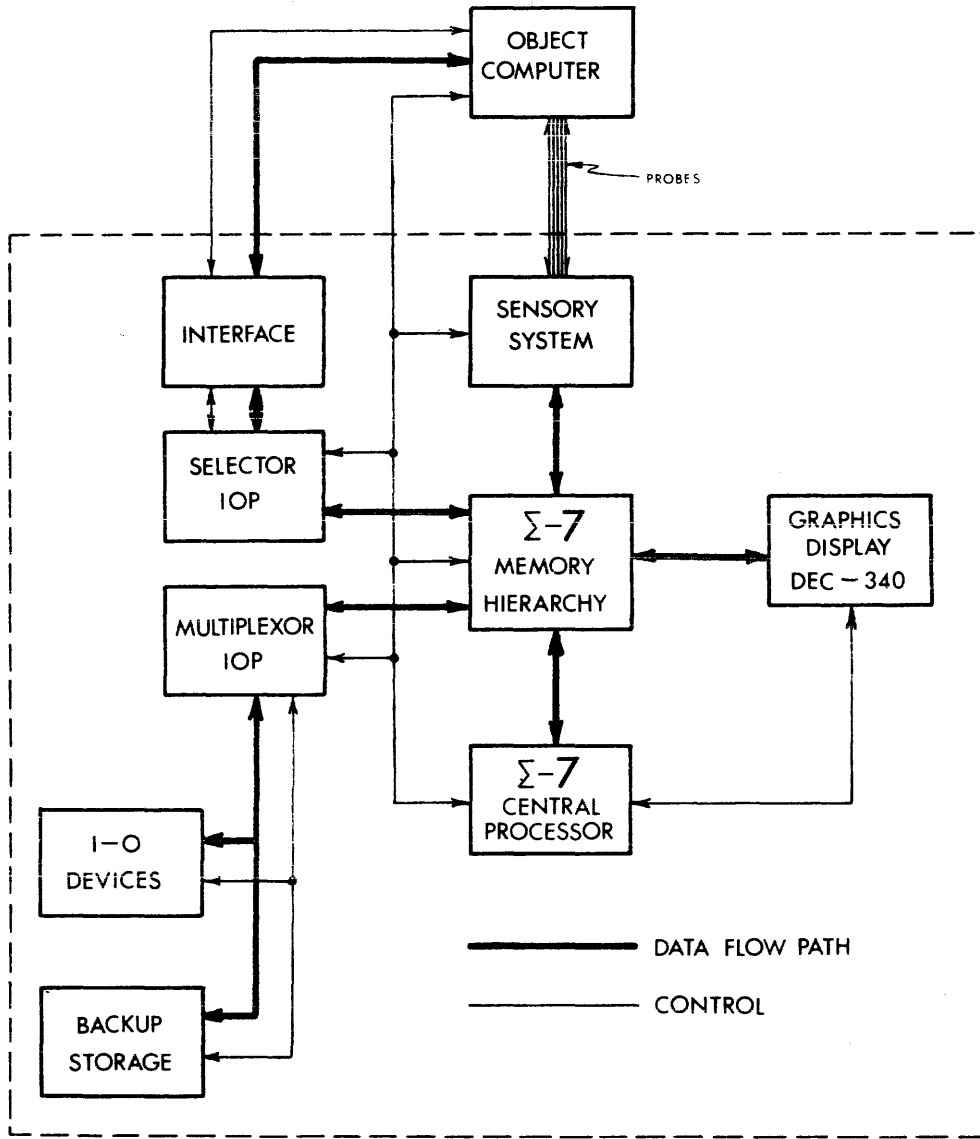 OBJECT
COMPUTER
PROBES
INTERFACE
SENSORY
SYSTEM
SELECTOR
IOP
Σ-7
MEMORY
HIERARCHY
GRAPHICS
DISPLAY
DEC-340
MULTIPLEXOR
IOP
Σ-7
CENTRAL
PROCESSOR
I-O
DEVICES
DATA FLOW PATH
CONTROL
BACKUP
STORAGE